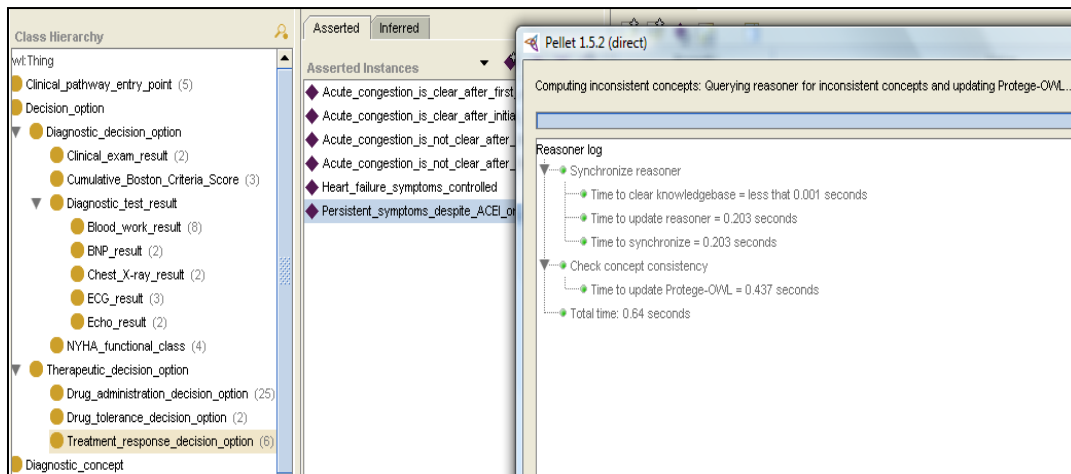 Class Hierarchy
wl:Thing
Clinical_pathway_entry_point (5)
Decision_option
Diagnostic_decision_option
Clinical_exam_result (2)
Cumulative_Boston_Criteria_Score (3)
Diagnostic_test_result
Blood_work_result (8)
BNP_result (2)
Chest_X-ray_result (2)
ECG_result (3)
Echo_result (2)
NYHA_functional_class (4)
Therapeutic_decision_option
Drug_administration_decision_option (25)
Drug_tolerance_decision_option (2)
Treatment_response_decision_option (6)
Diagnostic_concept
Asserted Inferred
Asserted Instances
Acute_congestion_is_clear_after_first_
Acute_congestion_is_clear_after_initia
Acute_congestion_is_not_clear_after_
Acute_congestion_is_not_clear_after_
Heart_failure_symptoms_controlled
Persistent_symptoms_despite_ACEI_or
Pellet 1.5.2 (direct)
Computing inconsistent concepts: Querying reasoner for inconsistent concepts and updating Protege-OWL...
Reasoner log
Synchronize reasoner
Time to clear knowledgebase = less that 0.001 seconds
Time to update reasoner = 0.203 seconds
Time to synchronize = 0.203 seconds
Check concept consistency
Time to update Protege-OWL = 0.437 seconds
Total time: 0.64 seconds